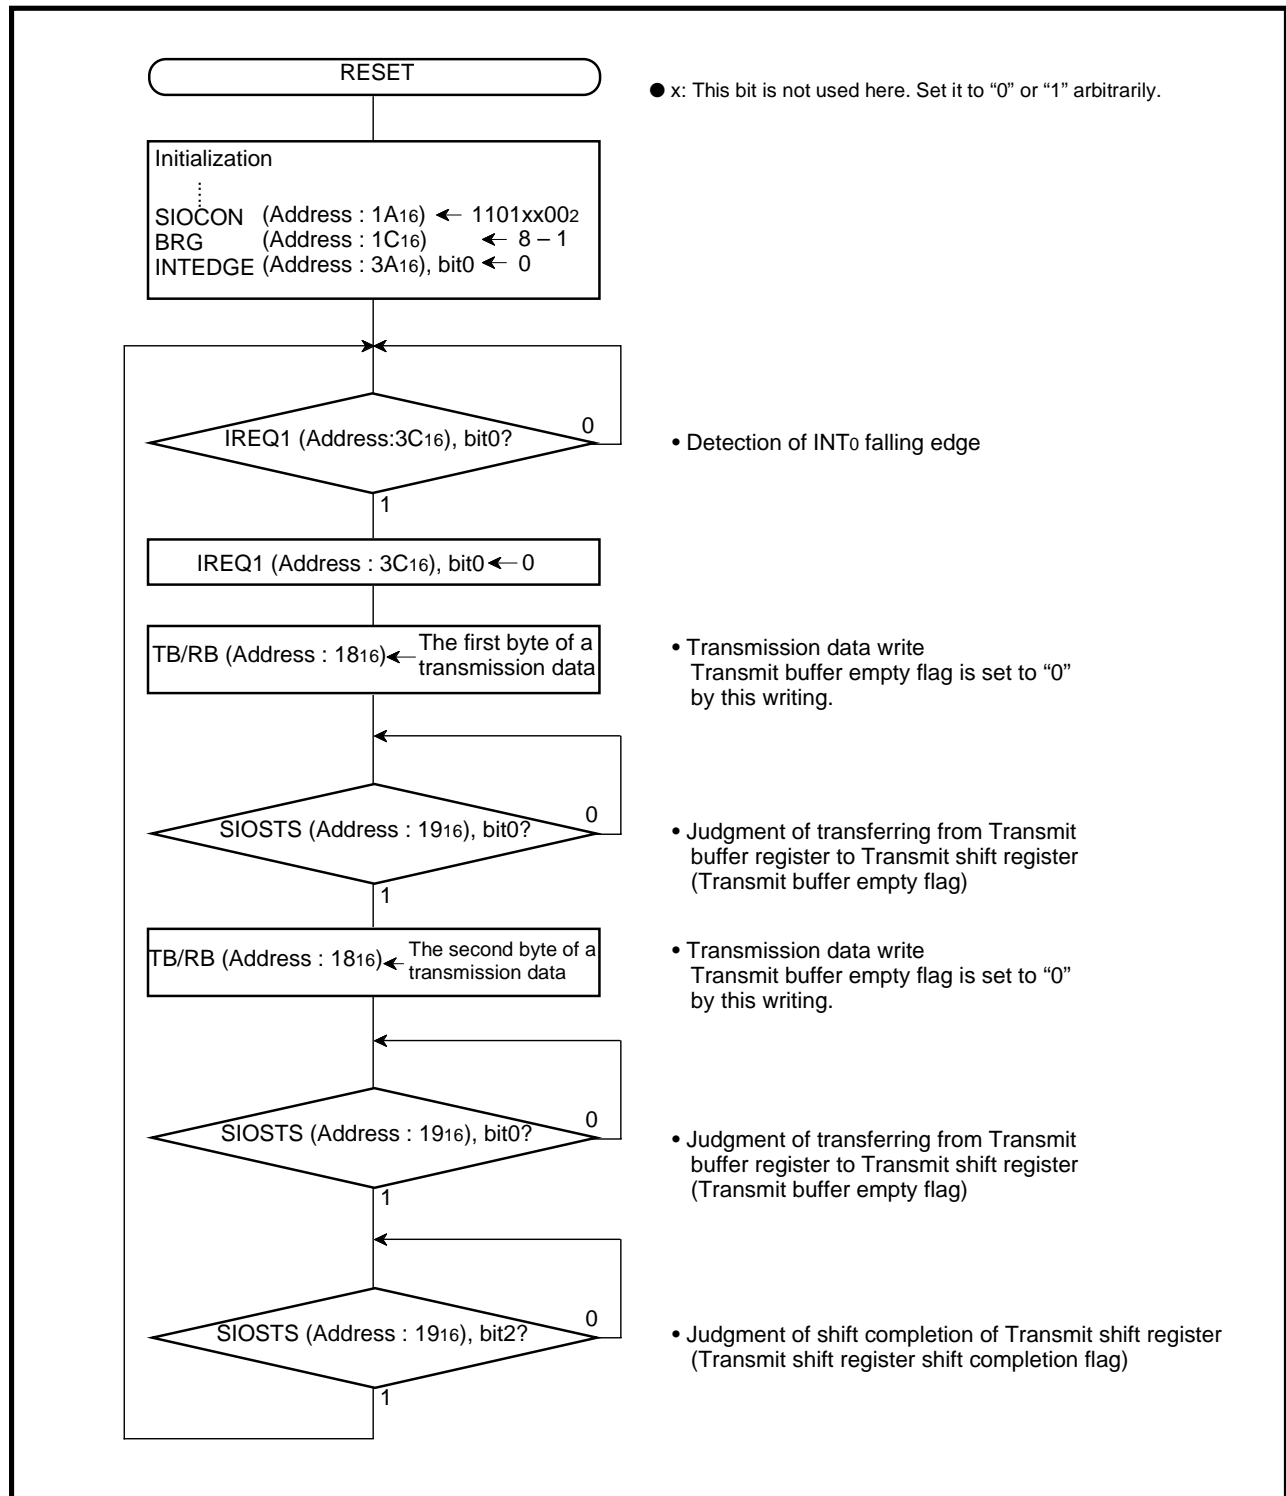 RESET
● x: This bit is not used here. Set it to “0” or “1” arbitrarily.
Initialization
SIOCON (Address : 1A16) ← 1101xx002
BRG (Address : 1C16) ← 8 – 1
INTEDGE (Address : 3A16), bit0 ← 0
IREQ1 (Address:3C16), bit0?
0
• Detection of INT0 falling edge
1
IREQ1 (Address : 3C16), bit0 ← 0
TB/RB (Address : 1816) ← The first byte of a
transmission data
• Transmission data write
Transmit buffer empty flag is set to “0”
by this writing.
SIOSTS (Address : 1916), bit0?
0
• Judgment of transferring from Transmit
buffer register to Transmit shift register
(Transmit buffer empty flag)
1
TB/RB (Address : 1816) ← The second byte of a
transmission data
• Transmission data write
Transmit buffer empty flag is set to “0”
by this writing.
SIOSTS (Address : 1916), bit0?
0
• Judgment of transferring from Transmit
buffer register to Transmit shift register
(Transmit buffer empty flag)
1
SIOSTS (Address : 1916), bit2?
0
• Judgment of shift completion of Transmit shift register
(Transmit shift register shift completion flag)
1